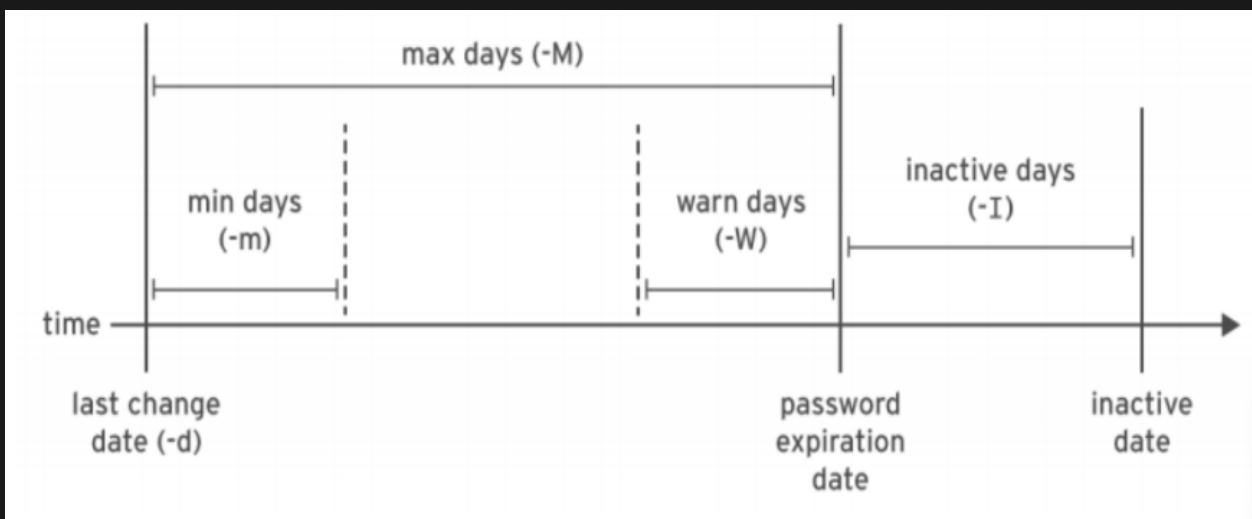 max days (-M)
min days
(-m)
warn days
(-W)
inactive days
(-I)
time
last change
date (-d)
password
expiration
date
inactive
date